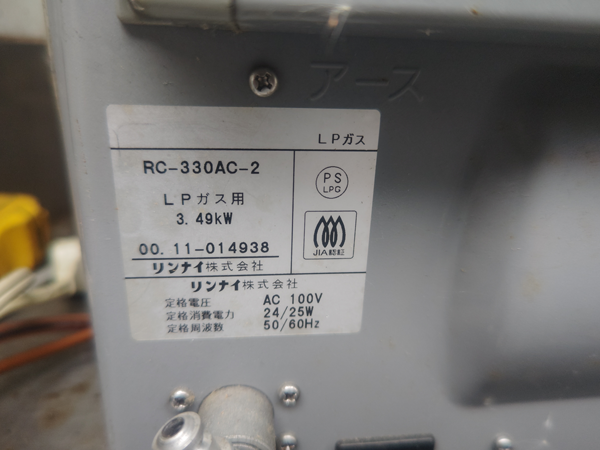 アース
LPガス
RC-330AC-2
LPガス用
3.49kW
00.11-014938
リンナイ株式会社
PS
LPG
JIA認証
リンナイ株式会社
定格電圧 AC 100V
定格消費電力 24/25W
定格周波数 50/60Hz